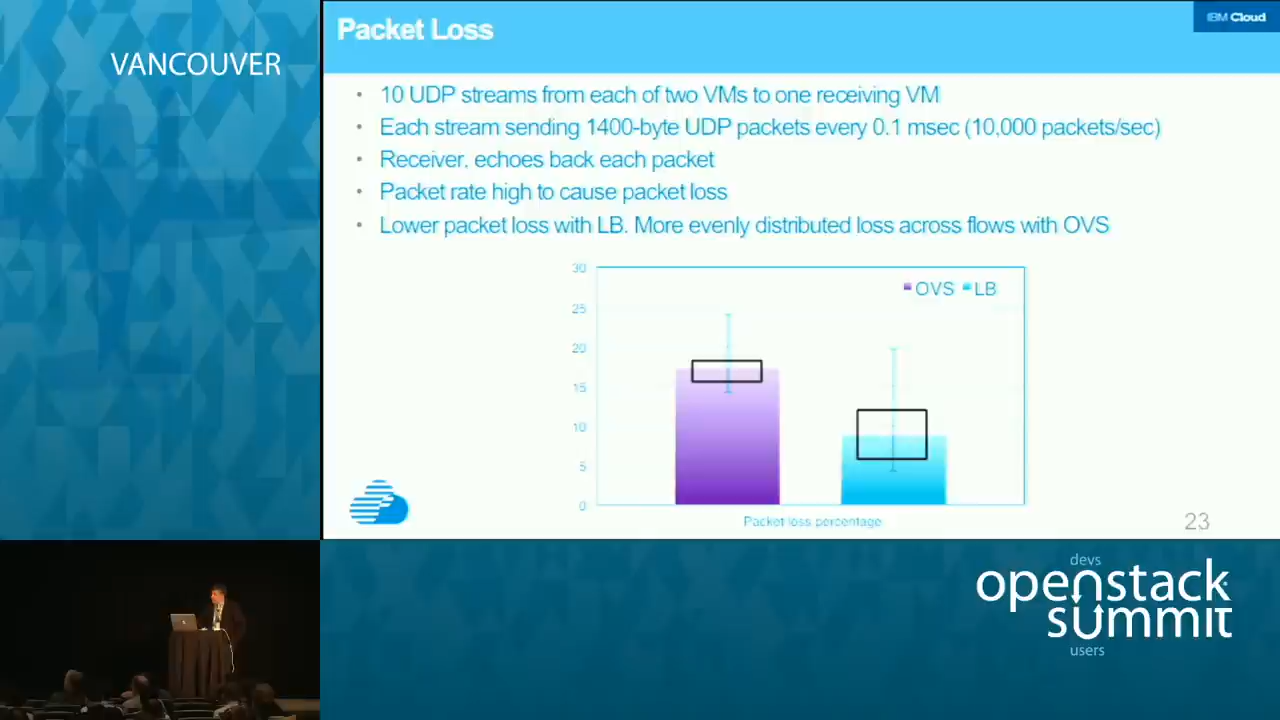 VANCOUVER
Packet Loss
IBM Cloud
• 10 UDP streams from each of two VMs to one receiving VM
• Each stream sending 1400-byte UDP packets every 0.1 msec (10,000 packets/sec)
• Receiver. echoes back each packet
• Packet rate high to cause packet loss
• Lower packet loss with LB. More evenly distributed loss across flows with OVS
30
25
20
15
10
5
0
OVS LB
Packet loss percentage
23
devs
openstack
summit
users